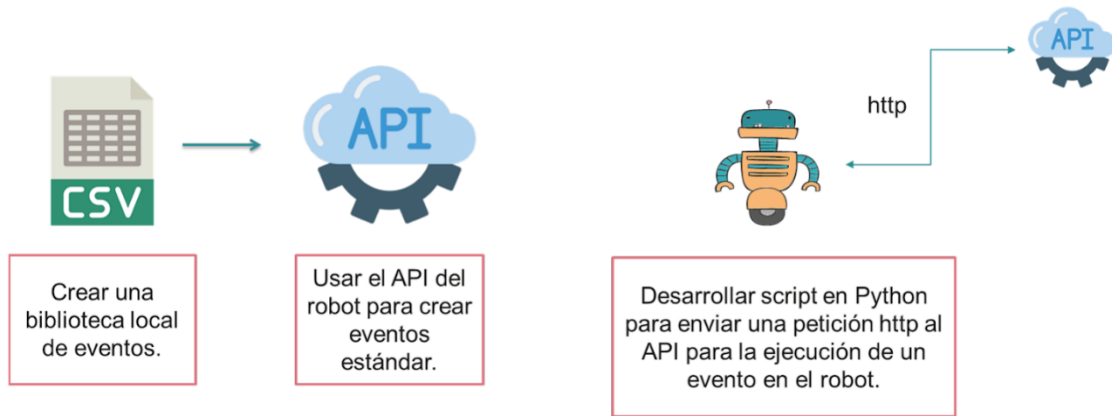 API
http
API
CSV
Crear una
biblioteca local
de eventos.
Usar el API del
robot para crear
eventos
estándar.
Desarrollar script en Python
para enviar una petición http al
API para la ejecución de un
evento en el robot.